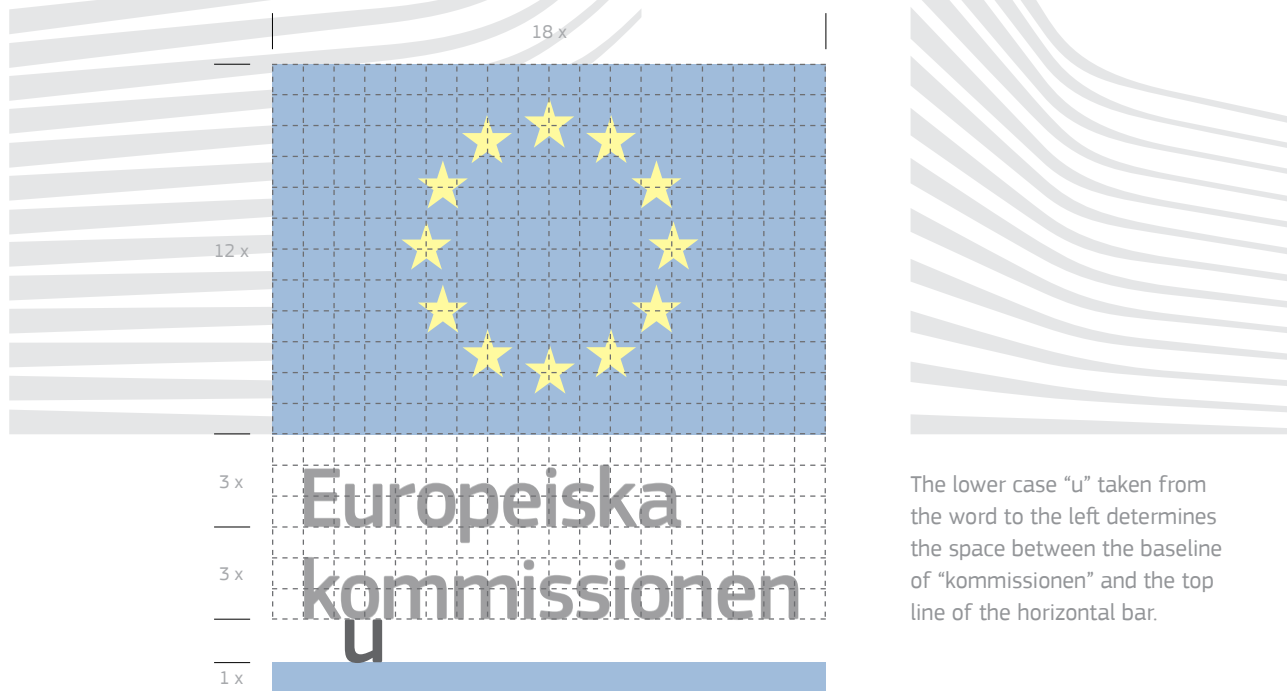 18 x
12 x
3 x
Europeiska
3 x
kommissionen
u
1 x
The lower case “u” taken from
the word to the left determines
the space between the baseline
of “kommissionen” and the top
line of the horizontal bar.